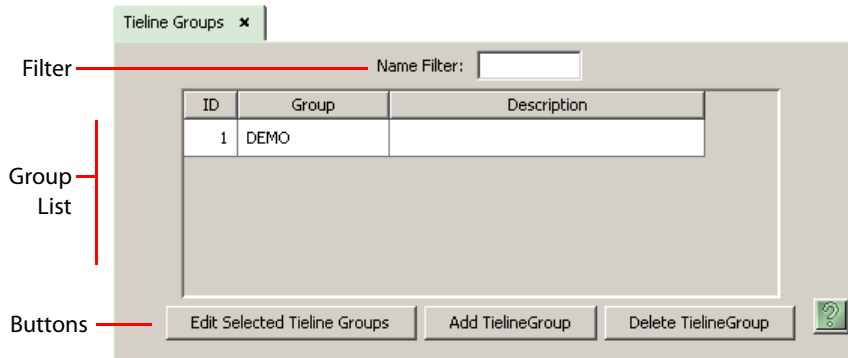 Tieline Groups ×
Filter
Name Filter:
ID Group Description
1 DEMO
Group
List
Buttons
Edit Selected Tieline Groups Add TielineGroup Delete TielineGroup ?